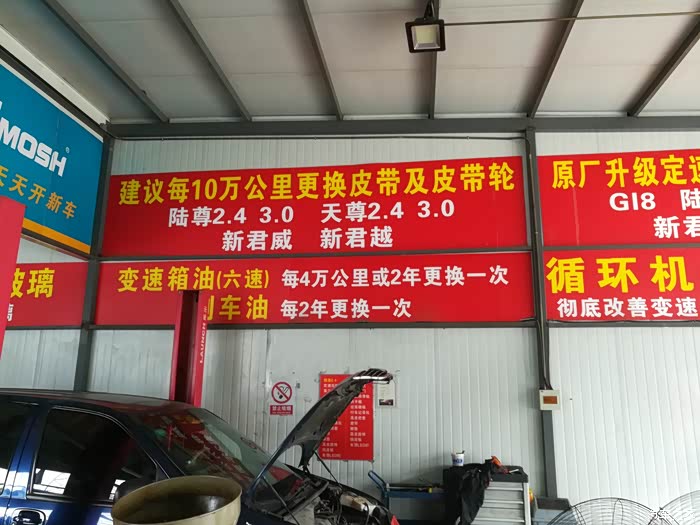 MOSH
天天开新车
玻璃
建议每10万公里更换皮带及皮带轮
陆尊2.4 3.0 天尊2.4 3.0
新君威 新君越
变速箱油(六速) 每4万公里或2年更换一次
车油 每2年更换一次
原厂升级定速
GI8 陆
新君
循环机
彻底改善变速
LAUNCH
禁止吸烟